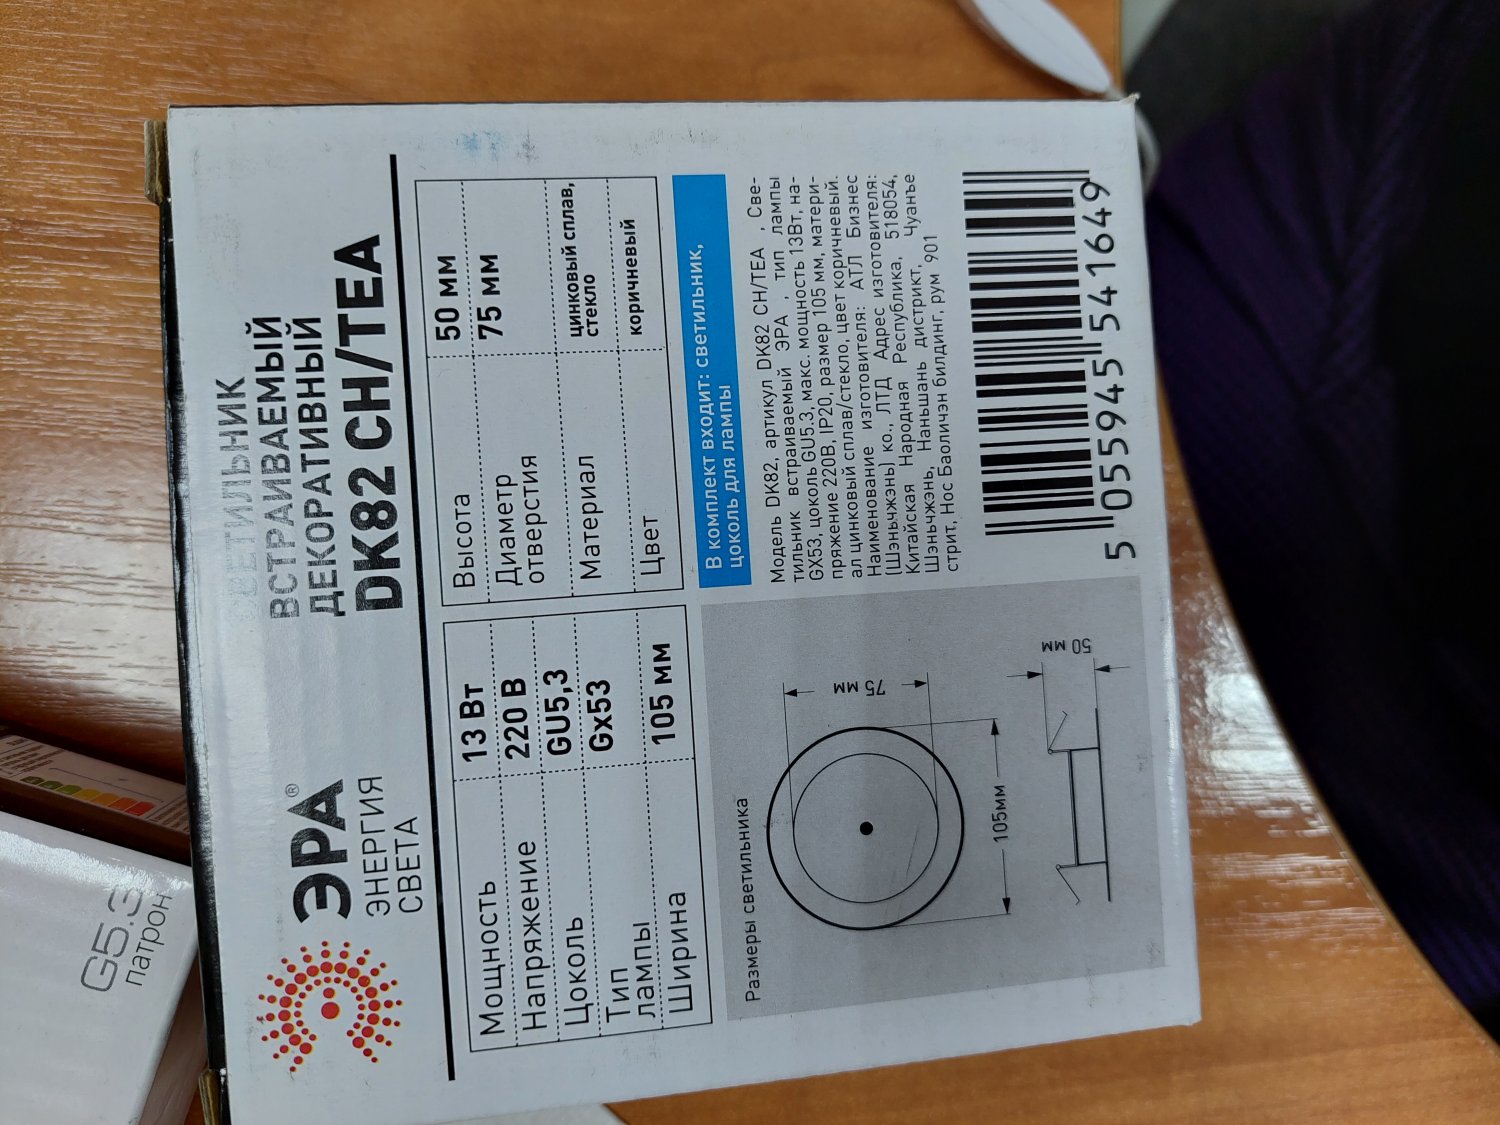 ЭРА®
ЭНЕРГИЯ
СВЕТА
СВЕТИЛЬНИК
ВСТРАИВАЕМЫЙ
ДЕКОРАТИВНЫЙ
DK82 CH/TEA
Мощность 13 Вт
Напряжение 220 В
Цоколь GU5,3
Тип
лампы Gx53
Ширина 105 мм
Высота 50 мм
Диаметр
отверстия 75 мм
Материал цинковый сплав,
стекло
Цвет коричневый
В комплект входит: светильник,
цоколь для лампы
Модель DK82, артикул DK82 CH/TEA , Све-
тильник встраиваемый ЭРА , тип лампы
GX53, цоколь GU5.3, макс. мощность 13Вт, на-
пряжение 220В, IP20, размер 105 мм, матери-
ал цинковый сплав/стекло, цвет коричневый.
Наименование изготовителя: АТЛ Бизнес
(Шэньчжэнь) ко., ЛТД Адрес изготовителя:
Китайская Народная Республика, 518054,
Шэньчжэнь, Наньшань дистрикт, Чуанье
стрит, Нос Баоличэн билдинг, рум 901
5 055945 541649
Размеры светильника
75 мм
105мм
50 мм
G5.3
патрон